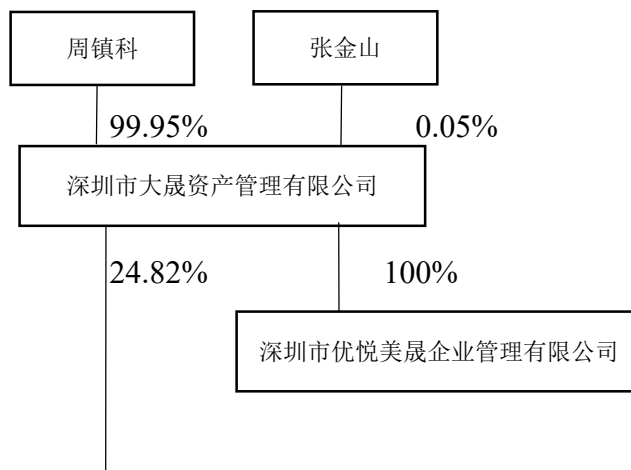 周镇科
张金山
99.95%
0.05%
深圳市大晟资产管理有限公司
24.82%
100%
深圳市优悦美晟企业管理有限公司